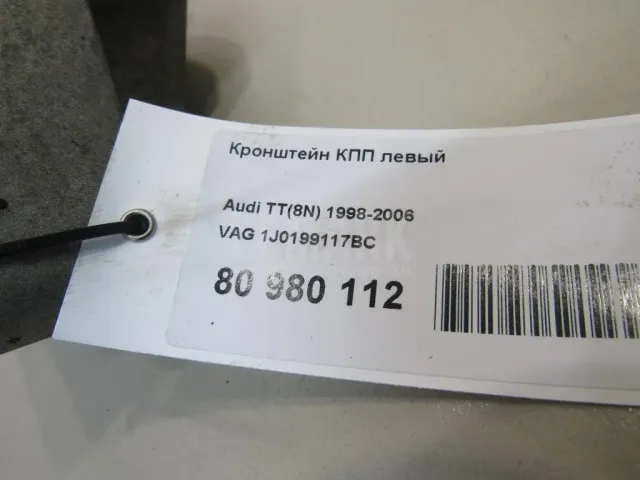 Кронштейн КПП левый
Audi TT(8N) 1998-2006
VAG 1J0199117BC
80 980 112